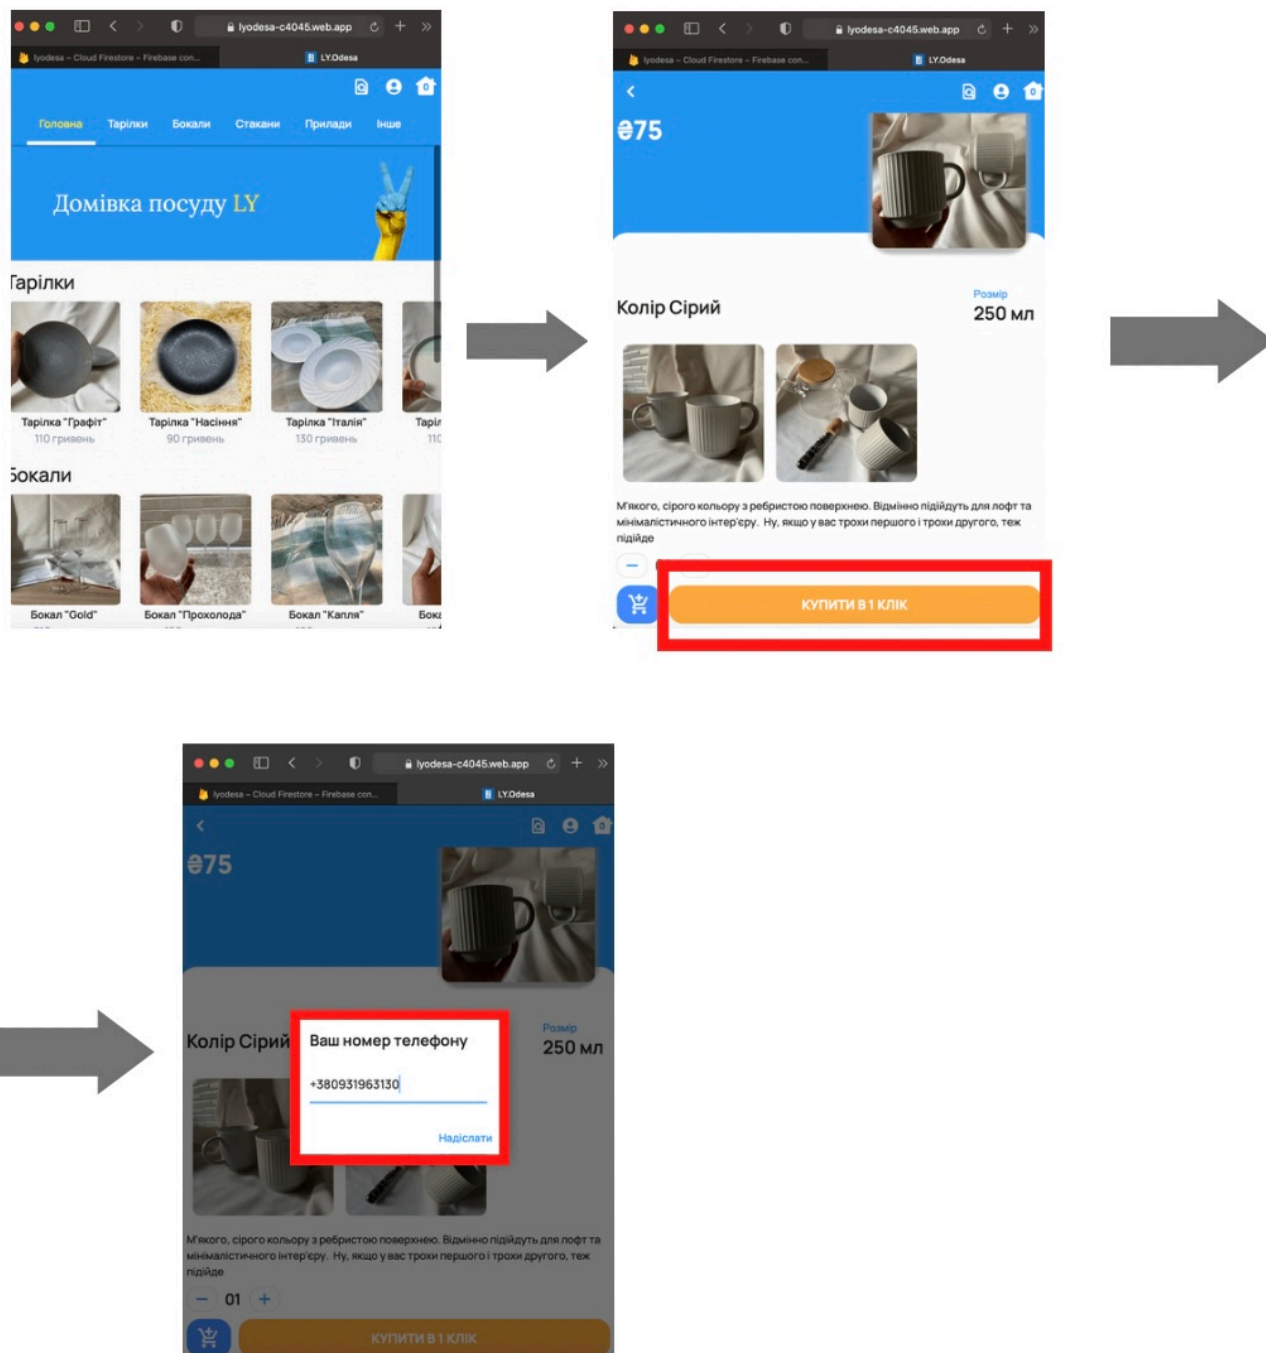 lyodesa-c4045.web.app
lyodesa – Cloud Firestore – Firebase con...
LY.Odesa
0
Головна Тарілки Бокали Стакани Прилади Інше
Домівка посуду LY
Тарілки
Тарілка "Графіт" Тарілка "Насіння" Тарілка "Італія" Таріл
110 гривень 90 гривень 130 гривень 110
Бокали
Бокал "Gold" Бокал "Прохолода" Бокал "Капля" Бока
lyodesa-c4045.web.app
lyodesa – Cloud Firestore – Firebase con...
LY.Odesa
0
₴75
Розмір
Колір Сірий 250 мл
М'якого, сірого кольору з ребристою поверхнею. Відмінно підійдуть для лофт та
мінімалістичного інтер'єру. Ну, якщо у вас трохи першого і трохи другого, теж
підійде
КУПИТИ В 1 КЛІК
lyodesa-c4045.web.app
lyodesa – Cloud Firestore – Firebase con...
LY.Odesa
0
₴75
Розмір
Колір Сірий 250 мл
Ваш номер телефону
+380931963130
Надіслати
М'якого, сірого кольору з ребристою поверхнею. Відмінно підійдуть для лофт та
мінімалістичного інтер'єру. Ну, якщо у вас трохи першого і трохи другого, теж
підійде
01
КУПИТИ В 1 КЛІК